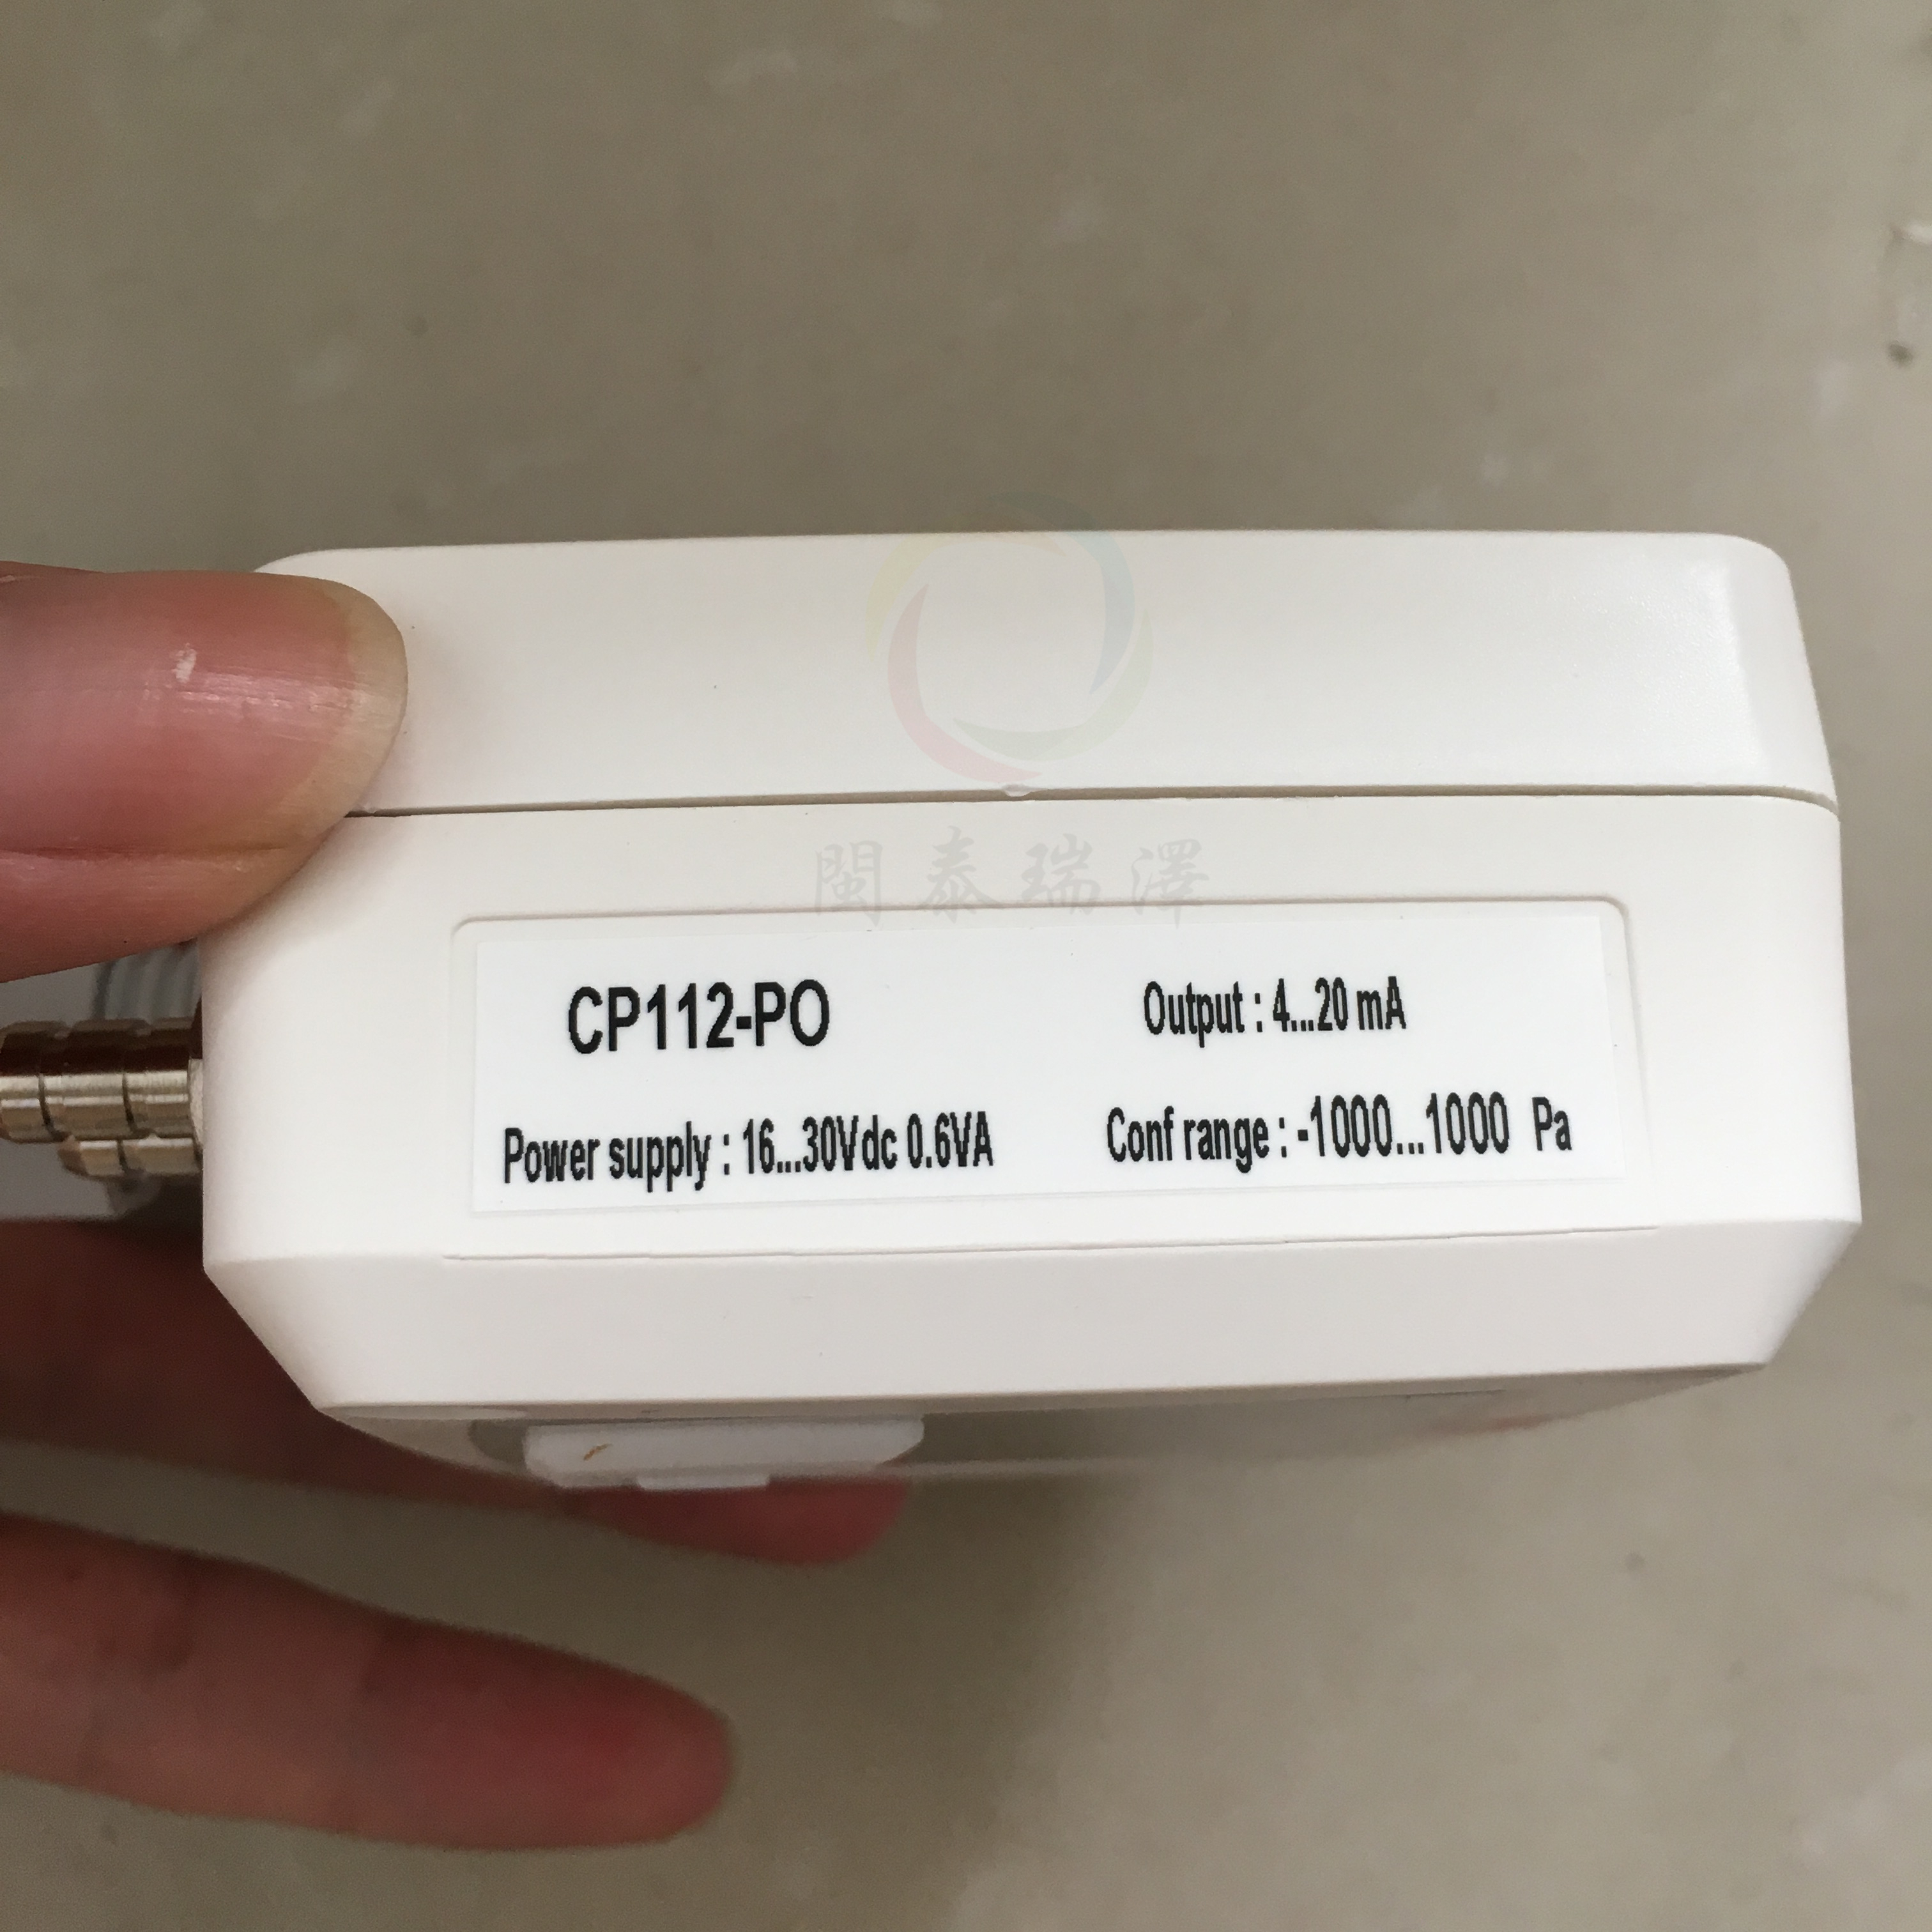 閩泰瑞澤
CP112-PO
Output : 4...20 mA
Power supply : 16...30Vdc 0.6VA
Conf range : -1000...1000 Pa